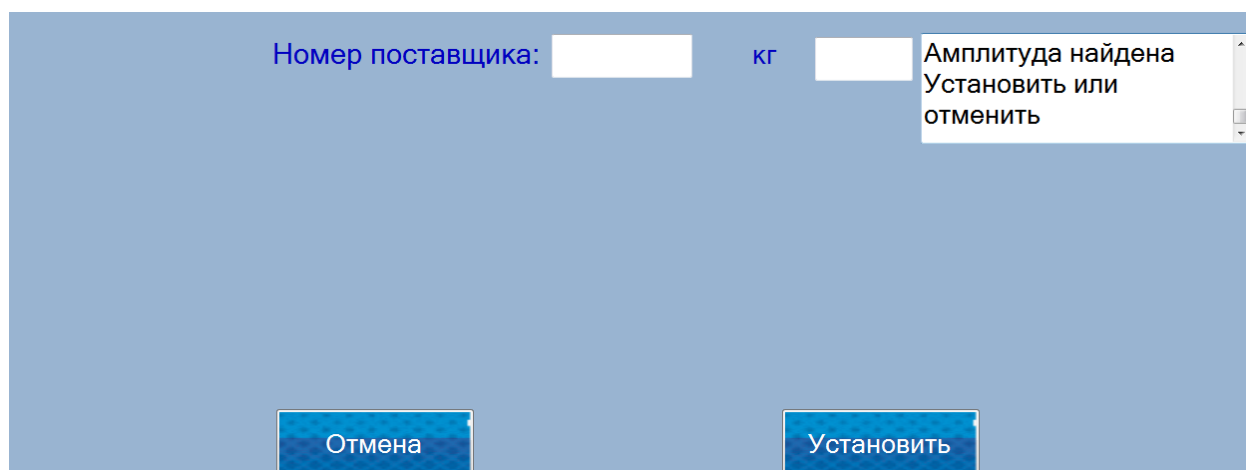 Номер поставщика:
кг
Амплитуда найдена
Установить или
отменить
Отмена
Установить